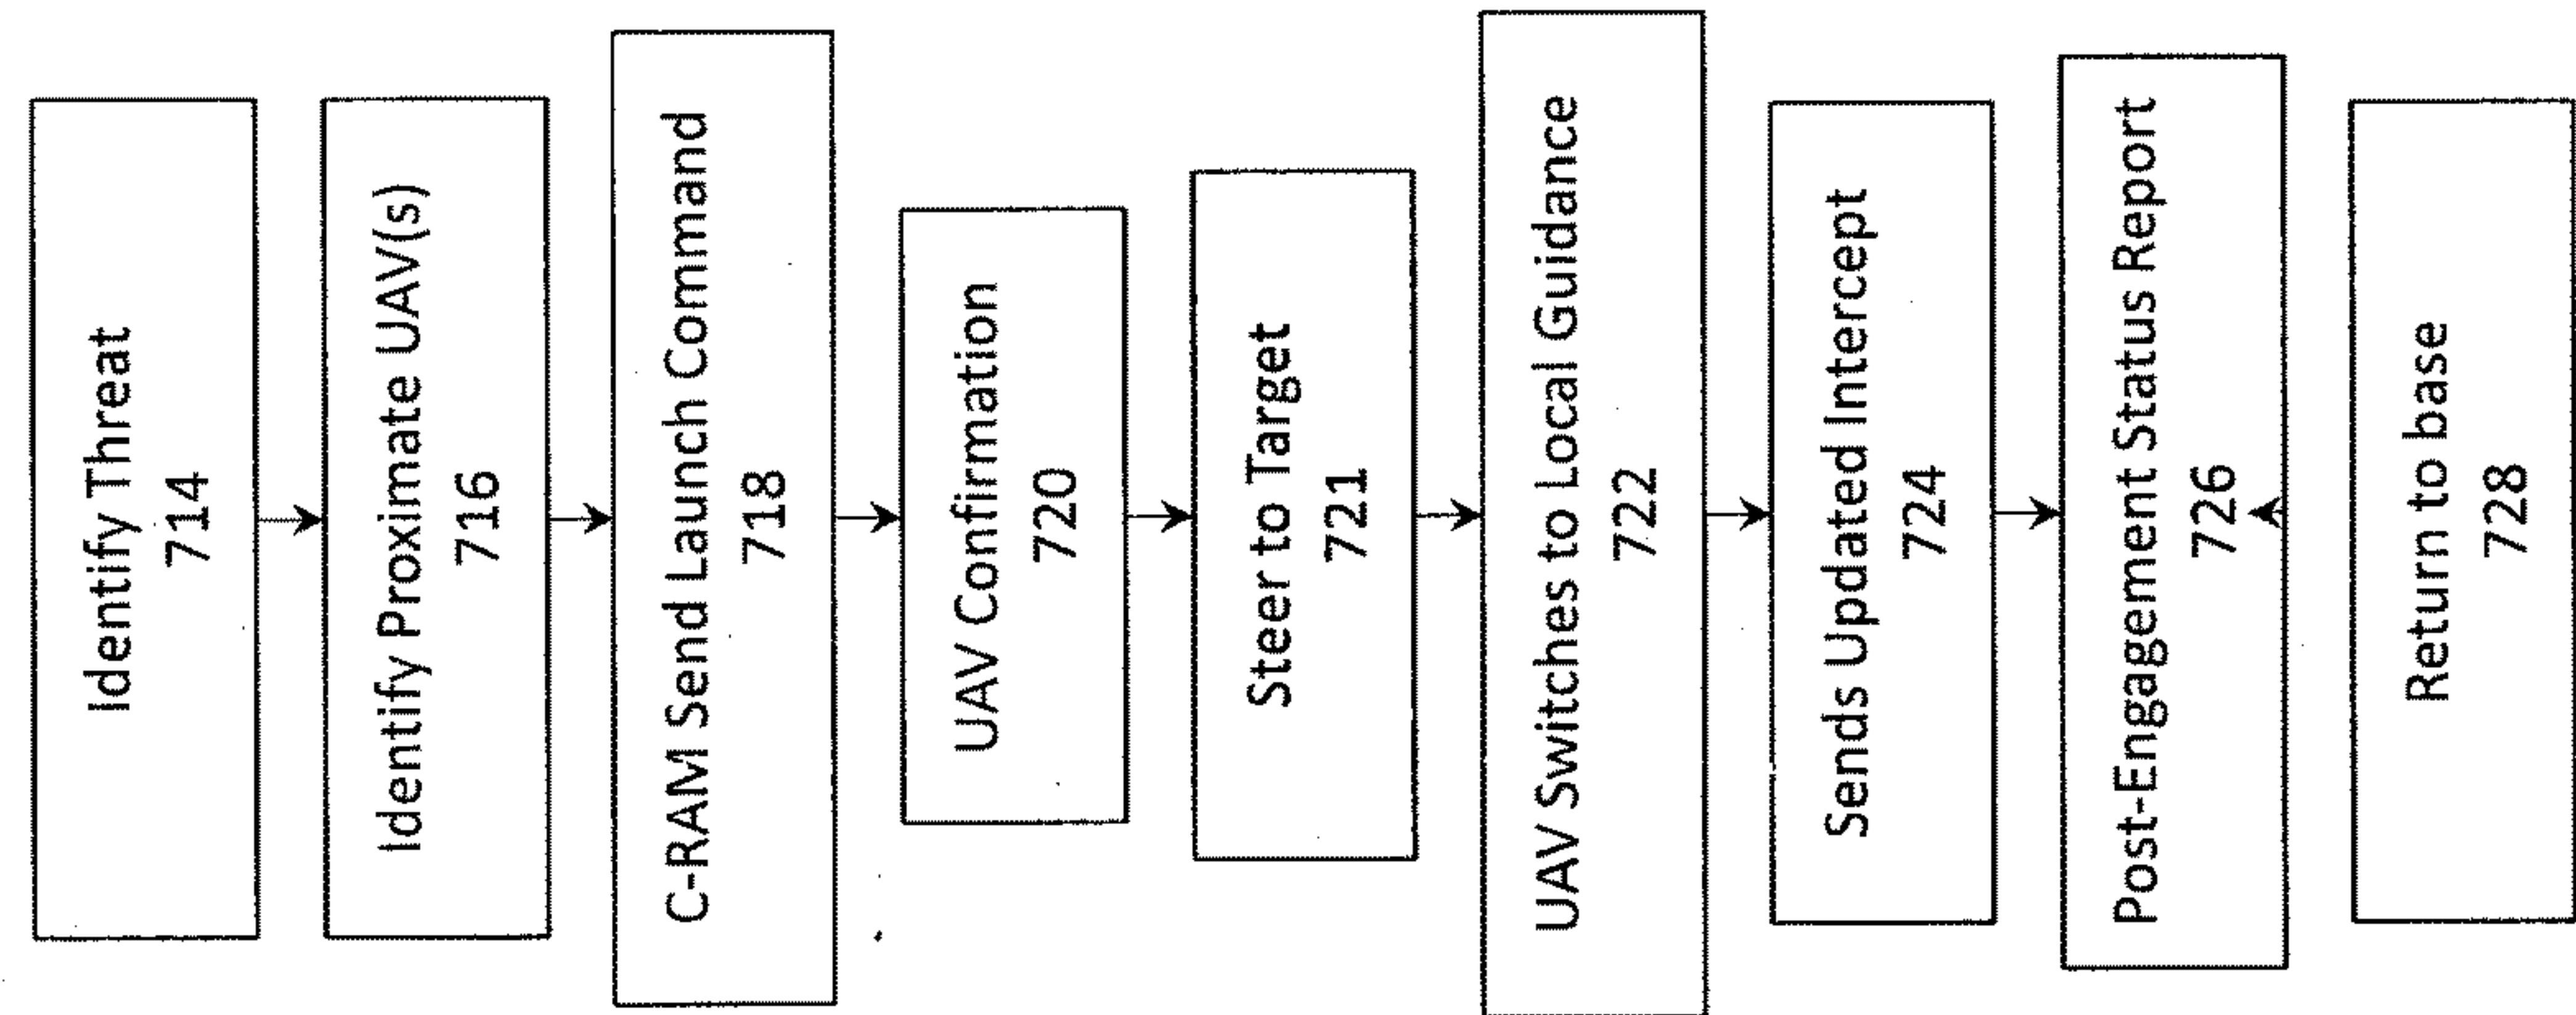 Identify Threat
714
Identify Proximate UAV(s)
716
C-RAM Send Launch Command
718
UAV Confirmation
720
Steer to Target
721
UAV Switches to Local Guidance
722
Sends Updated Intercept
724
Post-Engagement Status Report
726
Return to base
728